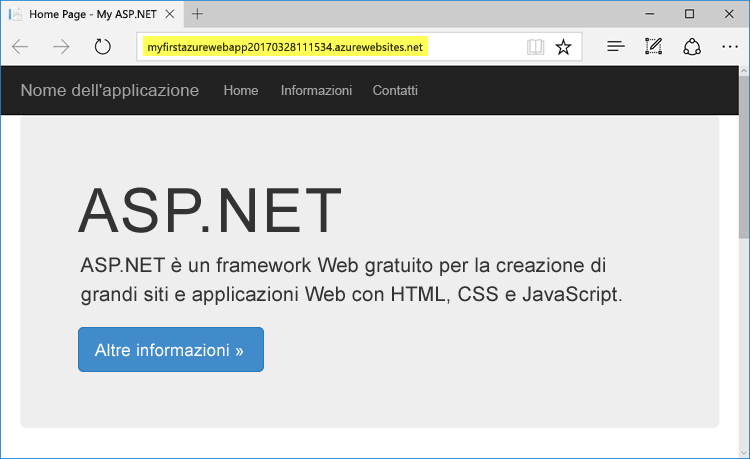 Home Page - My ASP.NET
myfirstazurewebapp20170328111534.azurewebsites.net
Nome dell'applicazione Home Informazioni Contatti
ASP.NET
ASP.NET è un framework Web gratuito per la creazione di
grandi siti e applicazioni Web con HTML, CSS e JavaScript.
Altre informazioni »